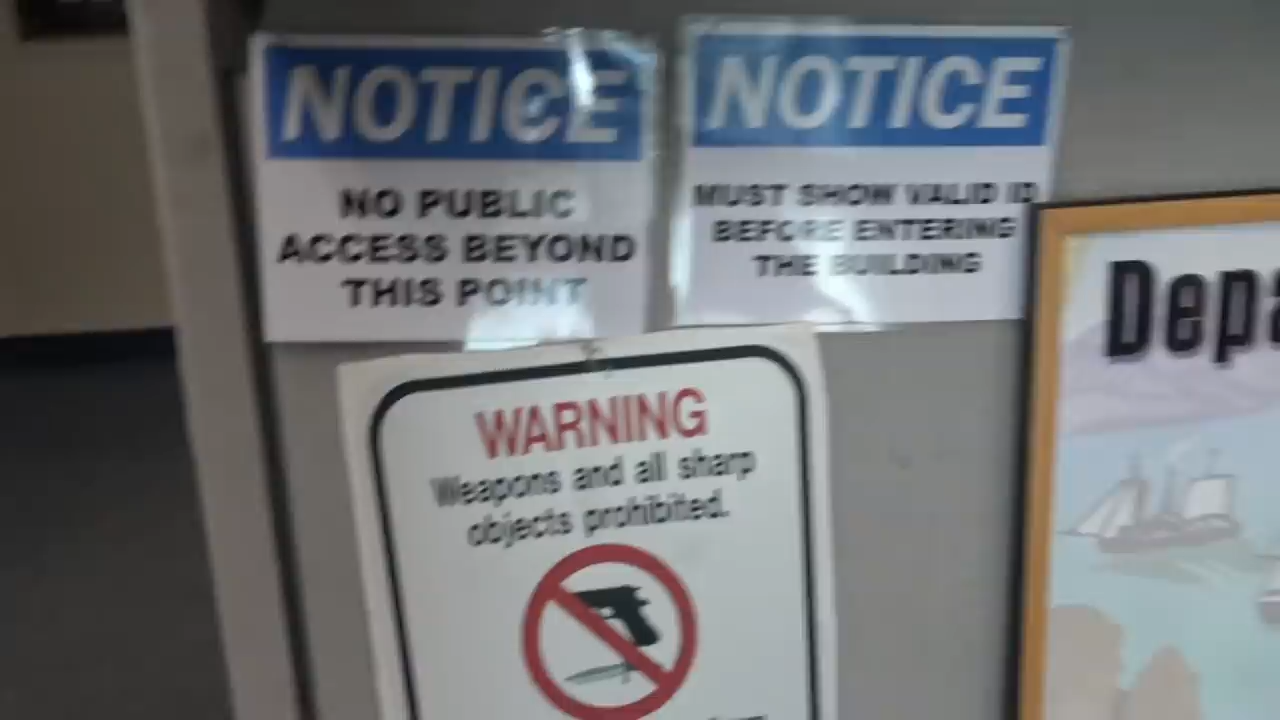 NOTICE
NO PUBLIC
ACCESS BEYOND
THIS POINT
NOTICE
MUST SHOW VALID ID
BEFORE ENTERING
THE BUILDING
WARNING
Weapons and all sharp
objects prohibited.
Depa